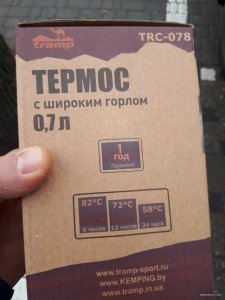 tramp
TRC-078
ТЕРМОС
с широким горлом
0,7 л
1
год
Гарантия
82°C 72°C 58°C
6 часов 12 часов 24 часа
www.tramp-sport.ru
www.KEMPING.by
www.tramp.in.ua